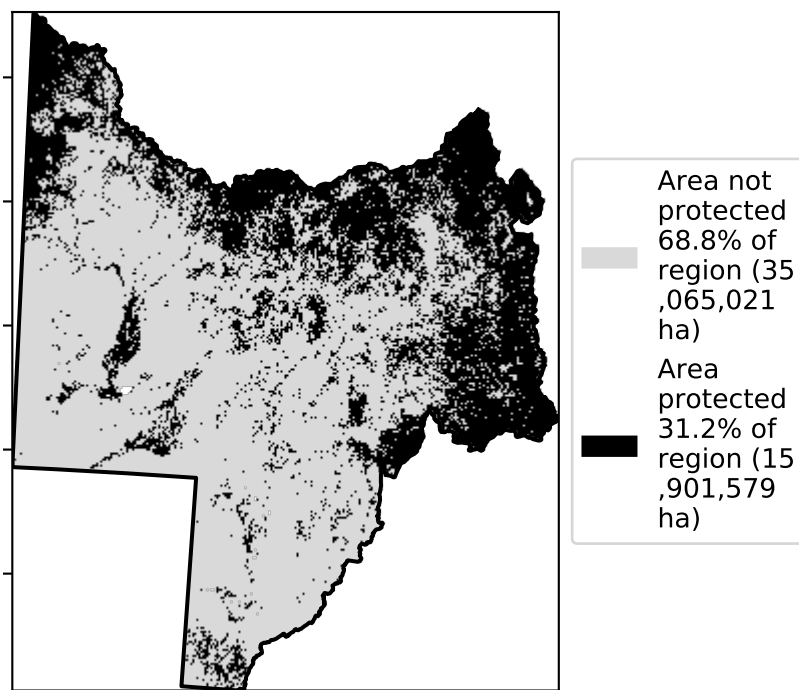 Area not
protected
68.8% of
region (35
,065,021
ha)
Area
protected
31.2% of
region (15
,901,579
ha)